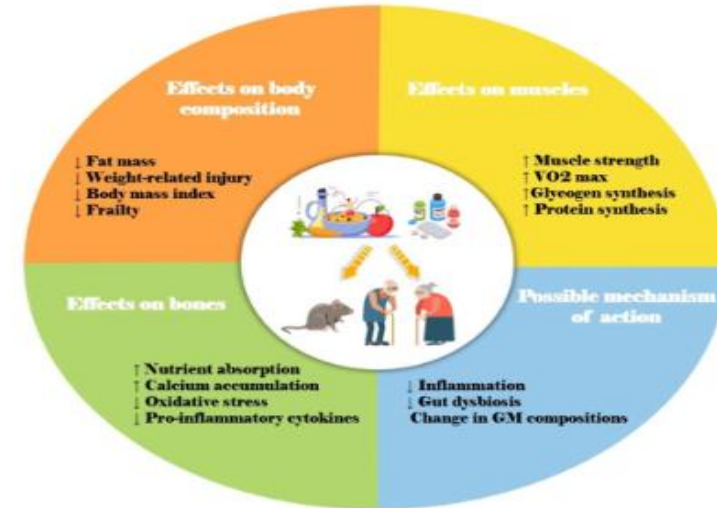 Effects on body
composition
↓ Fat mass
↓ Weight-related injury
↓ Body mass index
↓ Frailty
Effects on muscles
↑ Muscle strength
↑ VO2 max
↑Glycogen synthesis
↑ Protein synthesis
Effects on bones
↑ Nutrient absorption
↑ Calcium accumulation
↓ Oxidative stress
↓ Pro-inflammatory cytokines
Possible mechanism
of action
↓ Inflammation
↓ Gut dysbiosis
Change in GM compositions